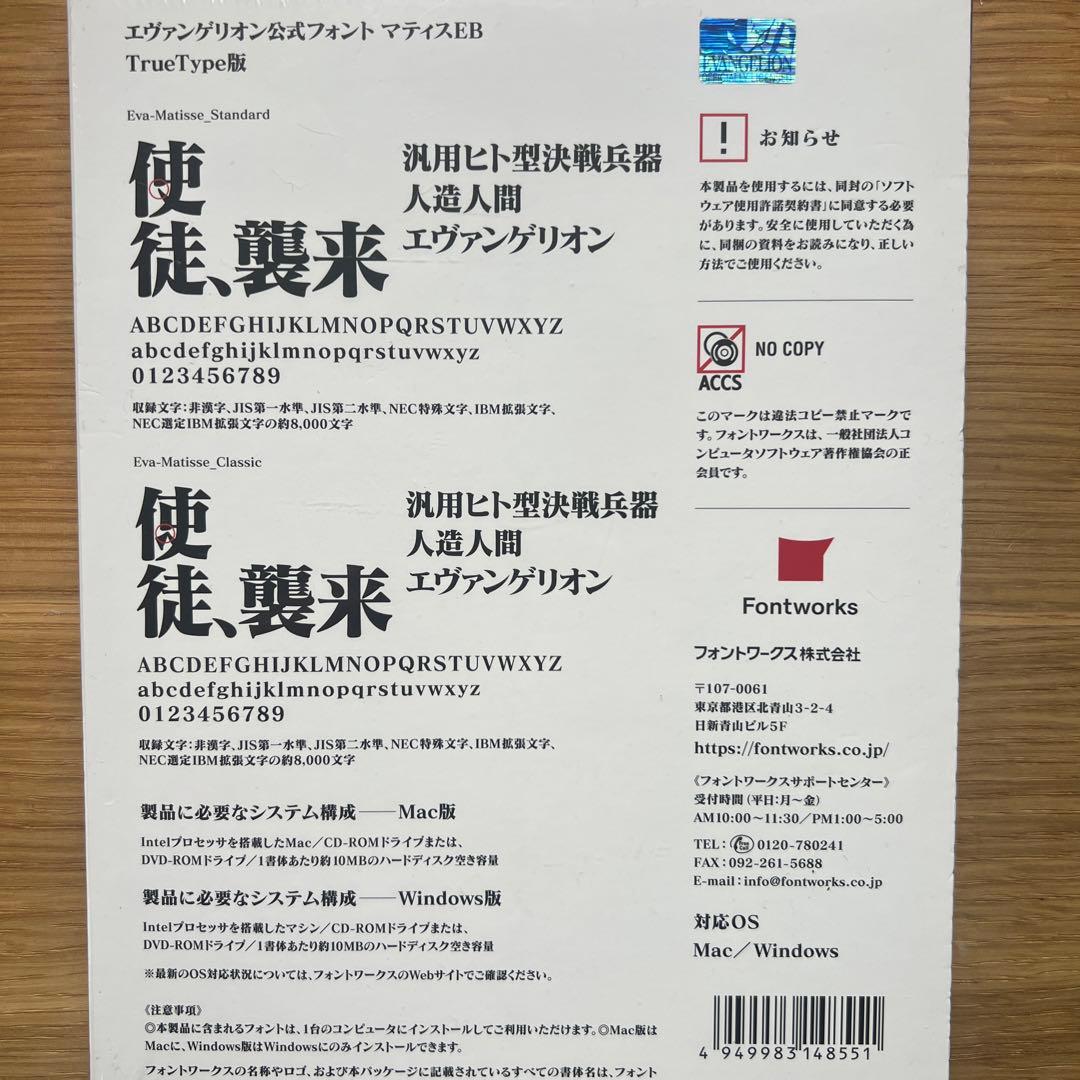 エヴァンゲリオン公式フォント マティスEB
TrueType版
Eva-Matisse_Standard
使
徒、襲来
汎用ヒト型決戦兵器
人造人間
エヴァンゲリオン
ABCDEFGHIJKLMNOPQRSTUVWXYZ
abcdefghijklmnopqrstuvwxyz
0123456789
収録文字：非漢字、JIS第一水準、JIS第二水準、NEC特殊文字、IBM拡張文字、
NEC選定IBM拡張文字の約8,000文字
Eva-Matisse_Classic
使
徒、襲来
汎用ヒト型決戦兵器
人造人間
エヴァンゲリオン
ABCDEFGHIJKLMNOPQRSTUVWXYZ
abcdefghijklmnopqrstuvwxyz
0123456789
収録文字：非漢字、JIS第一水準、JIS第二水準、NEC特殊文字、IBM拡張文字、
NEC選定IBM拡張文字の約8,000文字
製品に必要なシステム構成——Mac版
Intelプロセッサを搭載したMac／CD-ROMドライブまたは、
DVD-ROMドライブ／1書体あたり約10MBのハードディスク空き容量
製品に必要なシステム構成——Windows版
Intelプロセッサを搭載したマシン／CD-ROMドライブまたは、
DVD-ROMドライブ／1書体あたり約10MBのハードディスク空き容量
※最新のOS対応状況については、フォントワークスのWebサイトでご確認ください。
《注意事項》
◎本製品に含まれるフォントは、1台のコンピュータにインストールしてご利用いただけます。◎Mac版は
Macに、Windows版はWindowsにのみインストールできます。
フォントワークスの名称やロゴ、および本パッケージに記載されているすべての書体名は、フォント
EVANGELION
!
お知らせ
本製品を使用するには、同封の「ソフト
ウェア使用許諾契約書」に同意する必要
があります。安全に使用していただく為
に、同梱の資料をお読みになり、正しい
方法でご使用ください。
NO COPY
ACCS
このマークは違法コピー禁止マークで
す。フォントワークスは、一般社団法人コ
ンピュータソフトウェア著作権協会の正
会員です。
Fontworks
フォントワークス株式会社
〒107-0061
東京都港区北青山3-2-4
日新青山ビル5F
https://fontworks.co.jp/
《フォントワークスサポートセンター》
受付時間（平日：月〜金）
AM10:00〜11:30／PM1:00〜5:00
TEL：0120-780241
FAX：092-261-5688
E-mail：info@fontworks.co.jp
対応OS
Mac／Windows
4 949983 148551